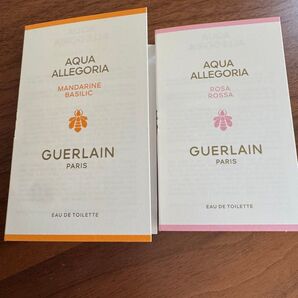 AQUA
ALLEGORIA
MANDARINE
BASILIC
GUERLAIN
PARIS
EAU DE TOILETTE
AQUA
ALLEGORIA
ROSA
ROSSA
GUERLAIN
PARIS
EAU DE TOILETTE